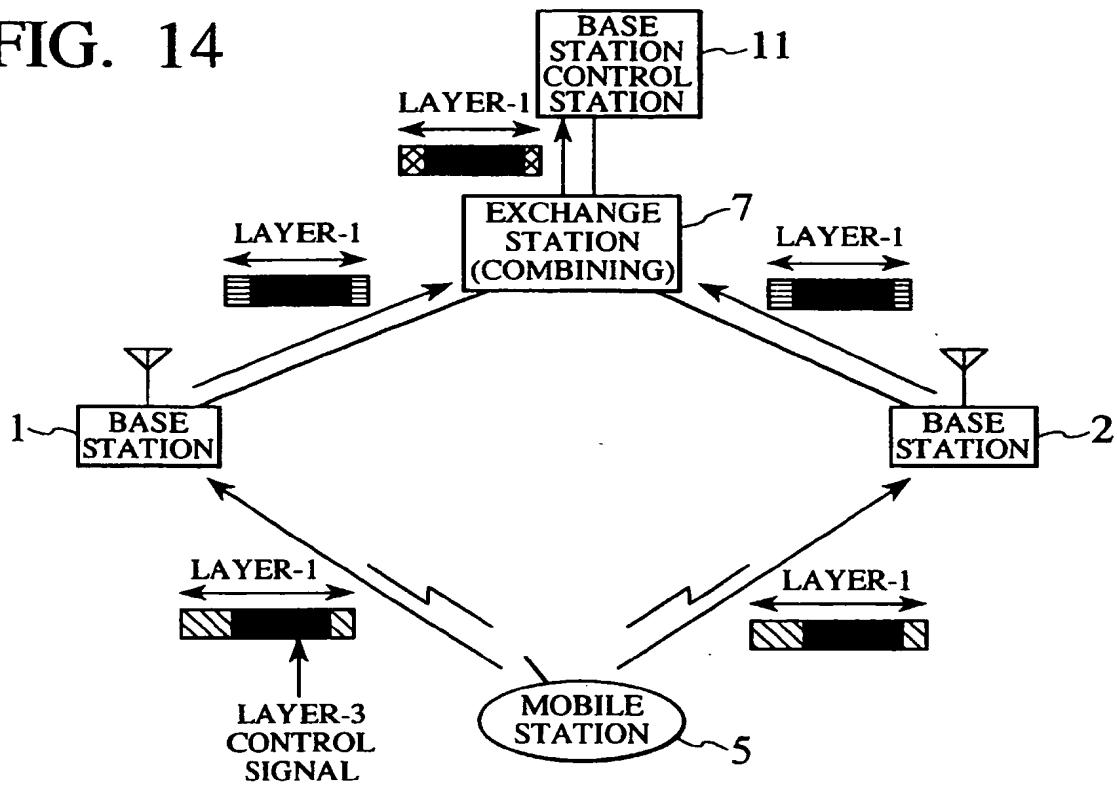 FIG. 14
BASE
STATION
CONTROL
STATION
11
LAYER-1
EXCHANGE
STATION
(COMBINING)
7
LAYER-1
LAYER-1
1
BASE
STATION
BASE
STATION
2
LAYER-1
LAYER-1
LAYER-3
CONTROL
SIGNAL
MOBILE
STATION
5